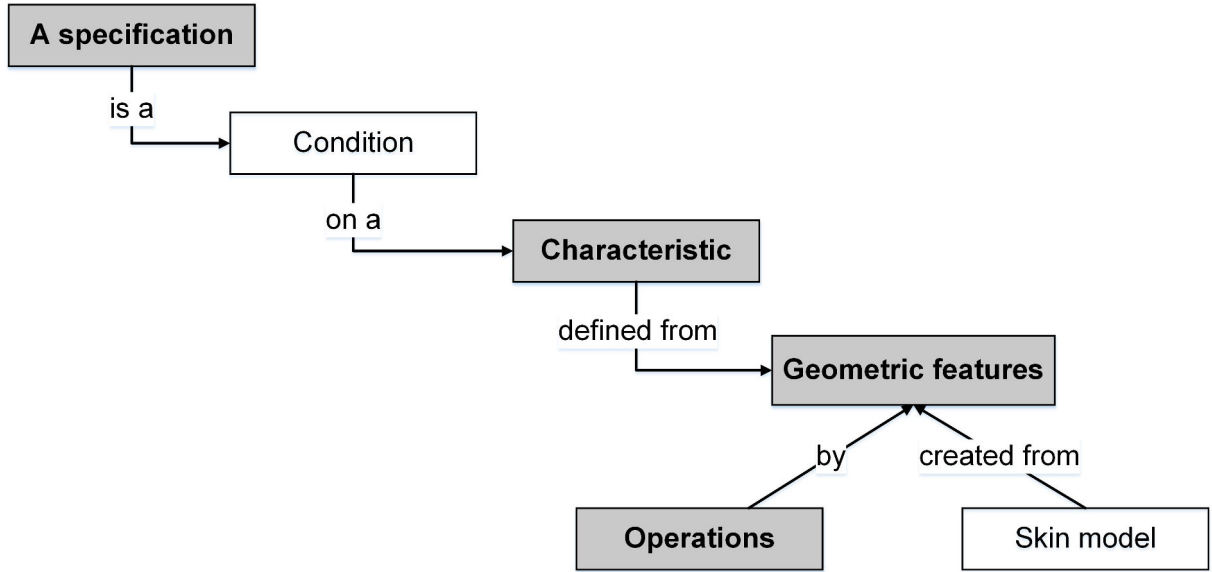 A specification
is a
Condition
on a
Characteristic
defined from
Geometric features
by
created from
Operations
Skin model